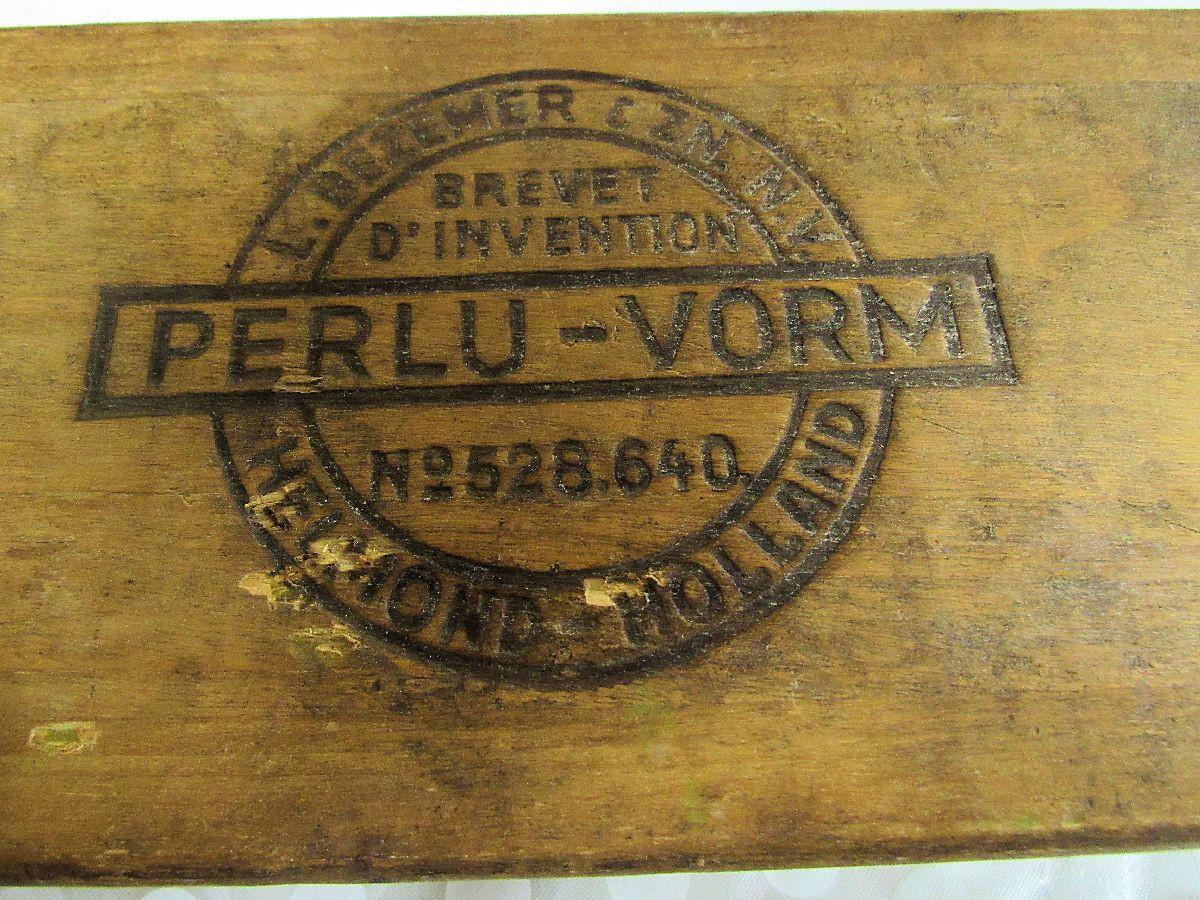 L. BEZEMER & ZN. N.V.
BREVET
D'INVENTION
PERLU-VORM
Nº528.640.
HELMOND-HOLLAND